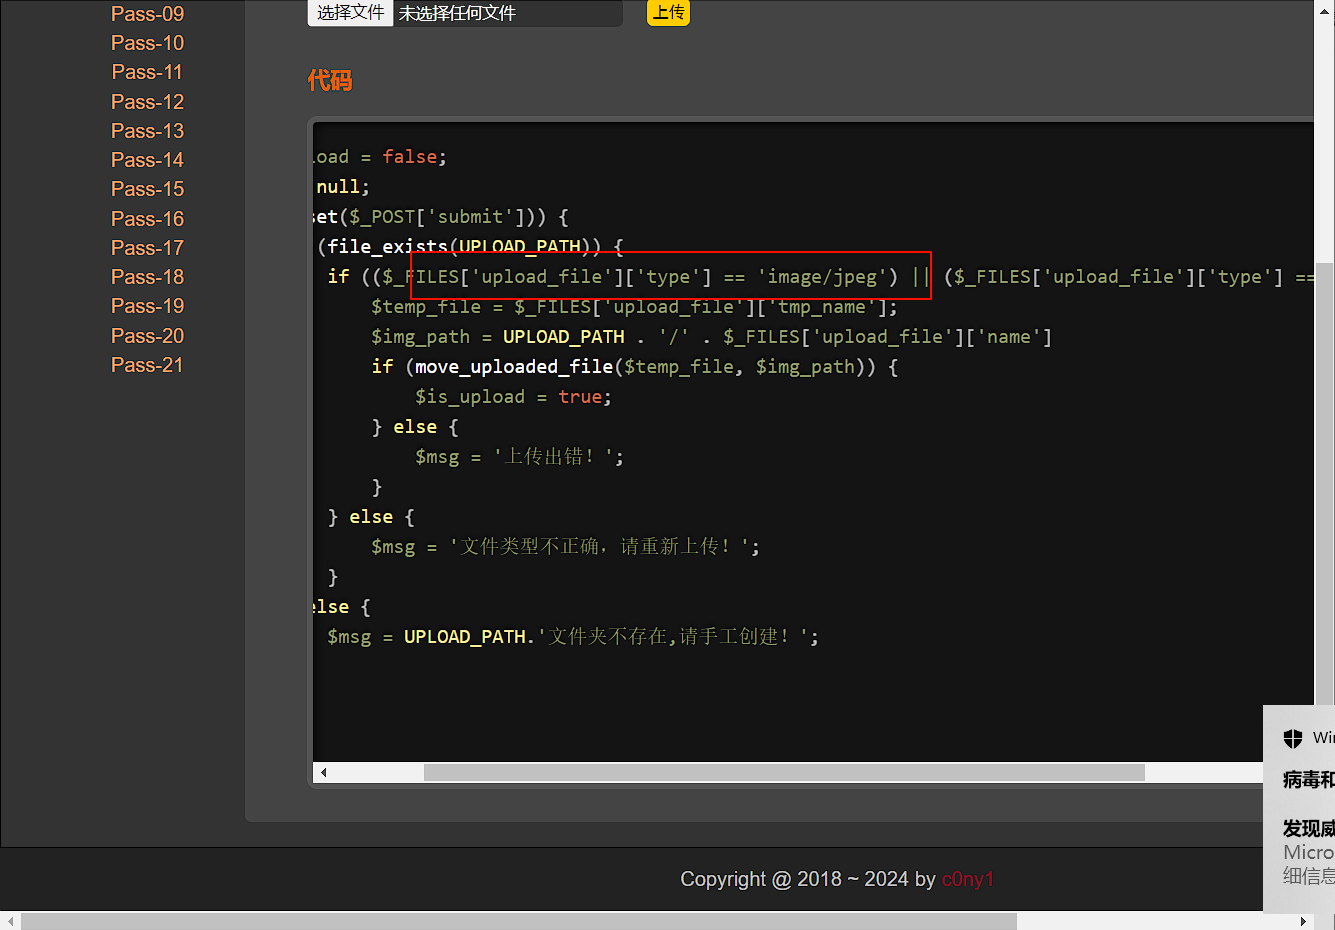 Pass-09
Pass-10
Pass-11
Pass-12
Pass-13
Pass-14
Pass-15
Pass-16
Pass-17
Pass-18
Pass-19
Pass-20
Pass-21
选择文件 未选择任何文件 上传
代码
load = false;
null;
set($_POST['submit'])) {
(file_exists(UPLOAD_PATH)) {
if (($_FILES['upload_file']['type'] == 'image/jpeg') || ($_FILES['upload_file']['type'] ==
$temp_file = $_FILES['upload_file']['tmp_name'];
$img_path = UPLOAD_PATH . '/' . $_FILES['upload_file']['name']
if (move_uploaded_file($temp_file, $img_path)) {
$is_upload = true;
} else {
$msg = '上传出错！';
}
} else {
$msg = '文件类型不正确，请重新上传！';
}
else {
$msg = UPLOAD_PATH.'文件夹不存在,请手工创建！';
Copyright @ 2018 ~ 2024 by c0ny1
Win
病毒和
发现威
Micro
细信息